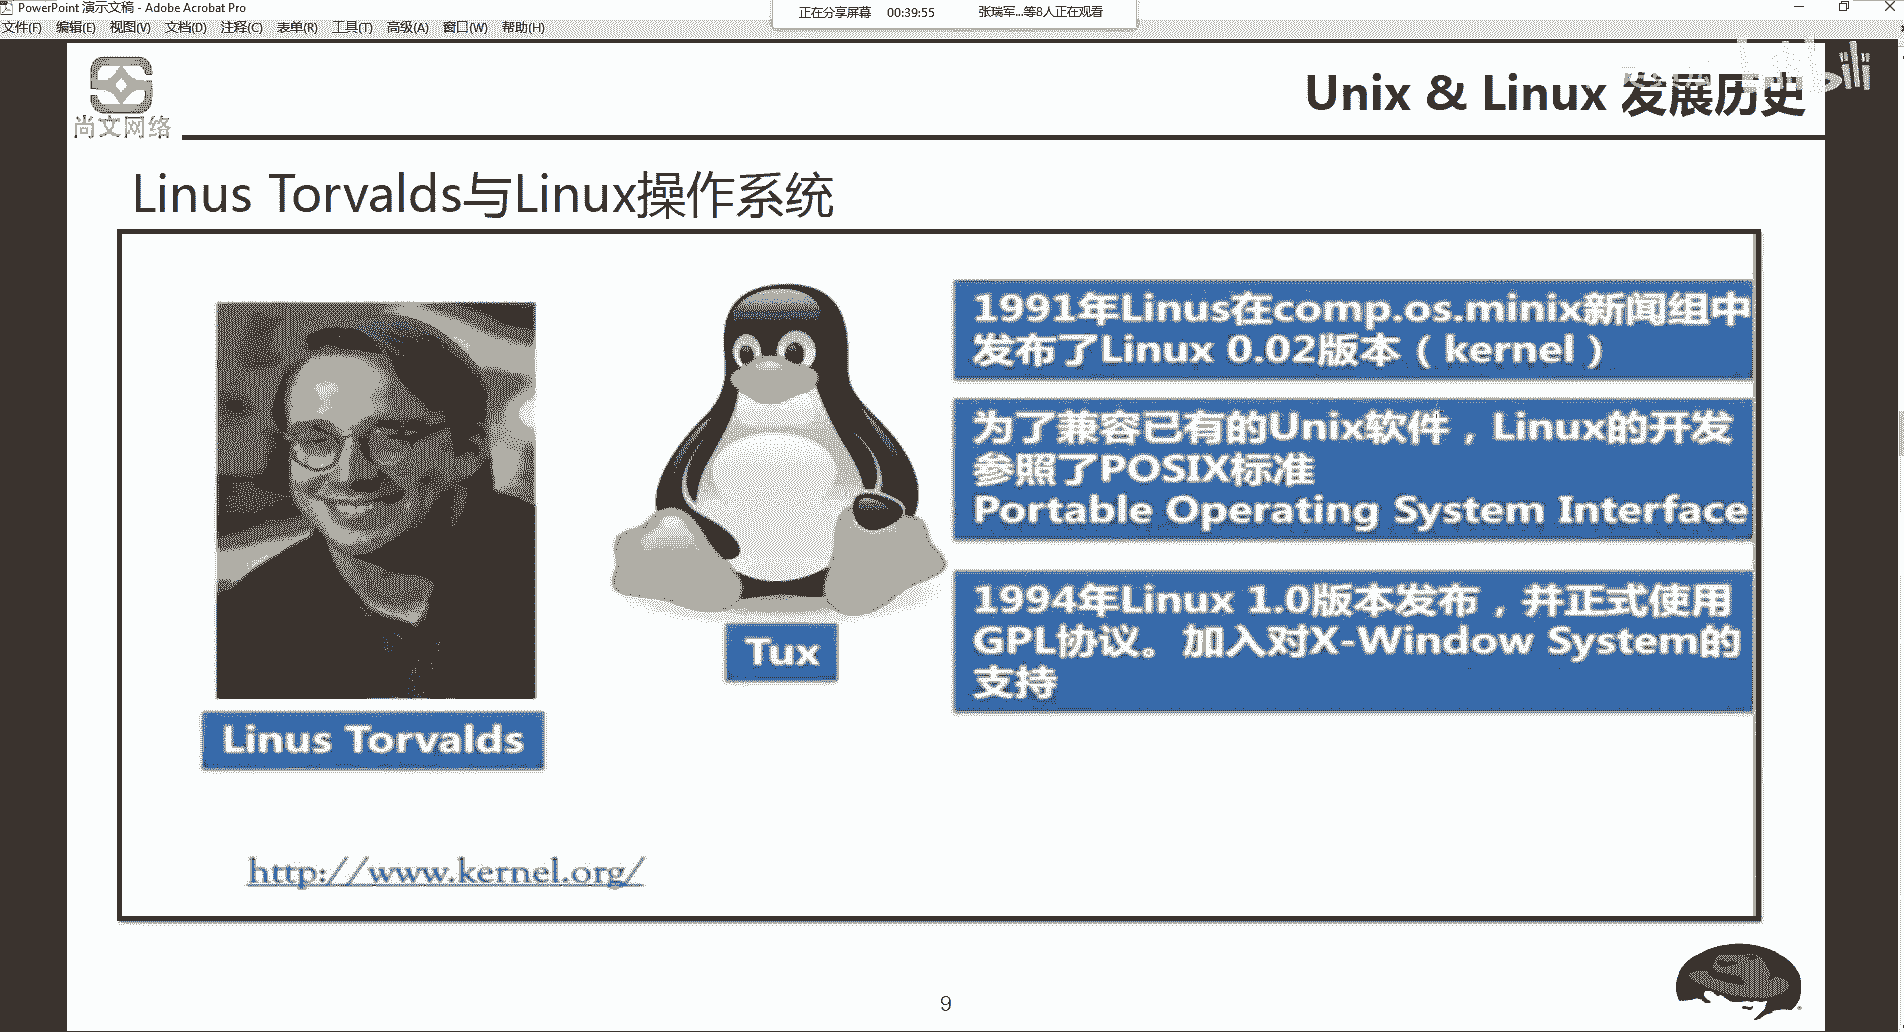 PowerPoint 演示文稿 - Adobe Acrobat Pro
正在分享屏幕 00:39:55 张瑞军...等8人正在观看
文件(F) 编辑(E) 视图(V) 文档(D) 注释(C) 表单(R) 工具(T) 高级(A) 窗口(W) 帮助(H)
尚文网络
Unix & Linux 发展历史
Linus Torvalds与Linux操作系统
1991年Linus在comp.os.minix新闻组中
发布了Linux 0.02版本（kernel）
为了兼容已有的Unix软件，Linux的开发
参照了POSIX标准
Portable Operating System Interface
1994年Linux 1.0版本发布，并正式使用
GPL协议。加入对X-Window System的
支持
Tux
Linus Torvalds
http://www.kernel.org/
9